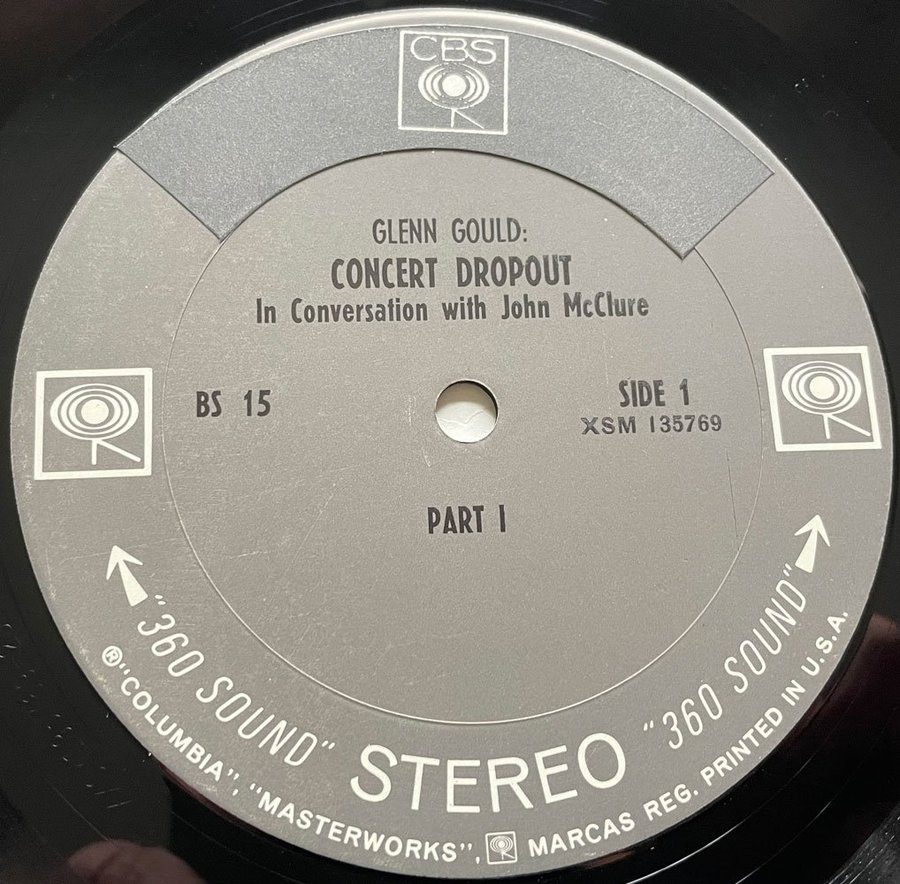 CBS
GLENN GOULD:
CONCERT DROPOUT
In Conversation with John McClure
BS 15
SIDE 1
XSM 135769
PART I
"360 SOUND" STEREO "360 SOUND"
®"COLUMBIA", "MASTERWORKS", MARCAS REG. PRINTED IN U.S.A.